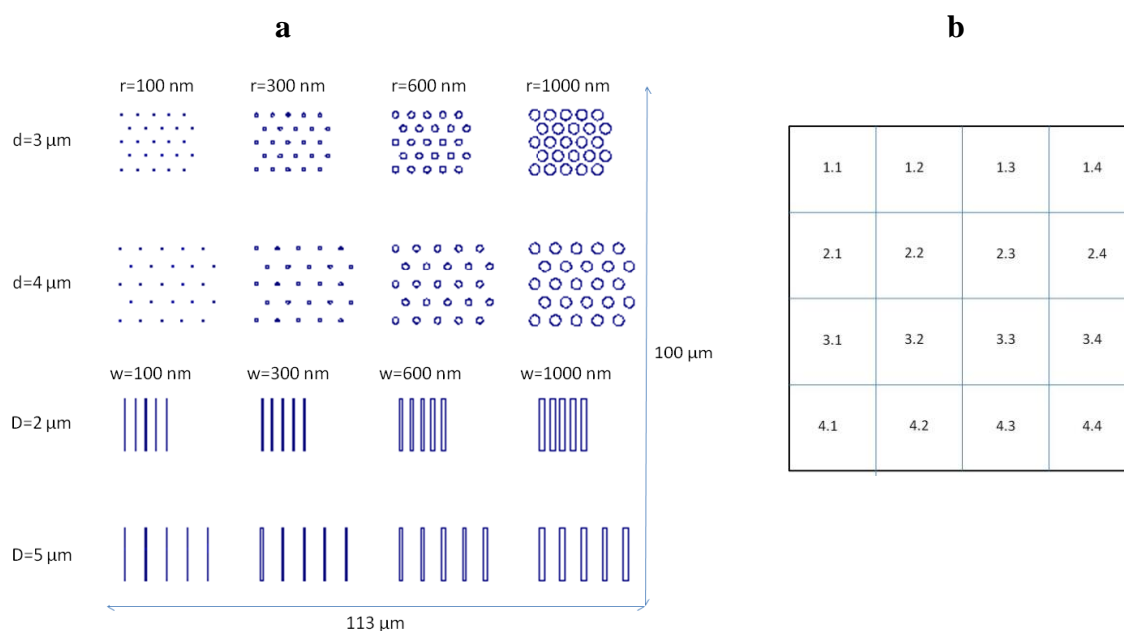 a
b
r=100 nm r=300 nm r=600 nm r=1000 nm
d=3 µm
d=4 µm
w=100 nm w=300 nm w=600 nm w=1000 nm
D=2 µm
D=5 µm
100 µm
113 µm
1.1 1.2 1.3 1.4
2.1 2.2 2.3 2.4
3.1 3.2 3.3 3.4
4.1 4.2 4.3 4.4